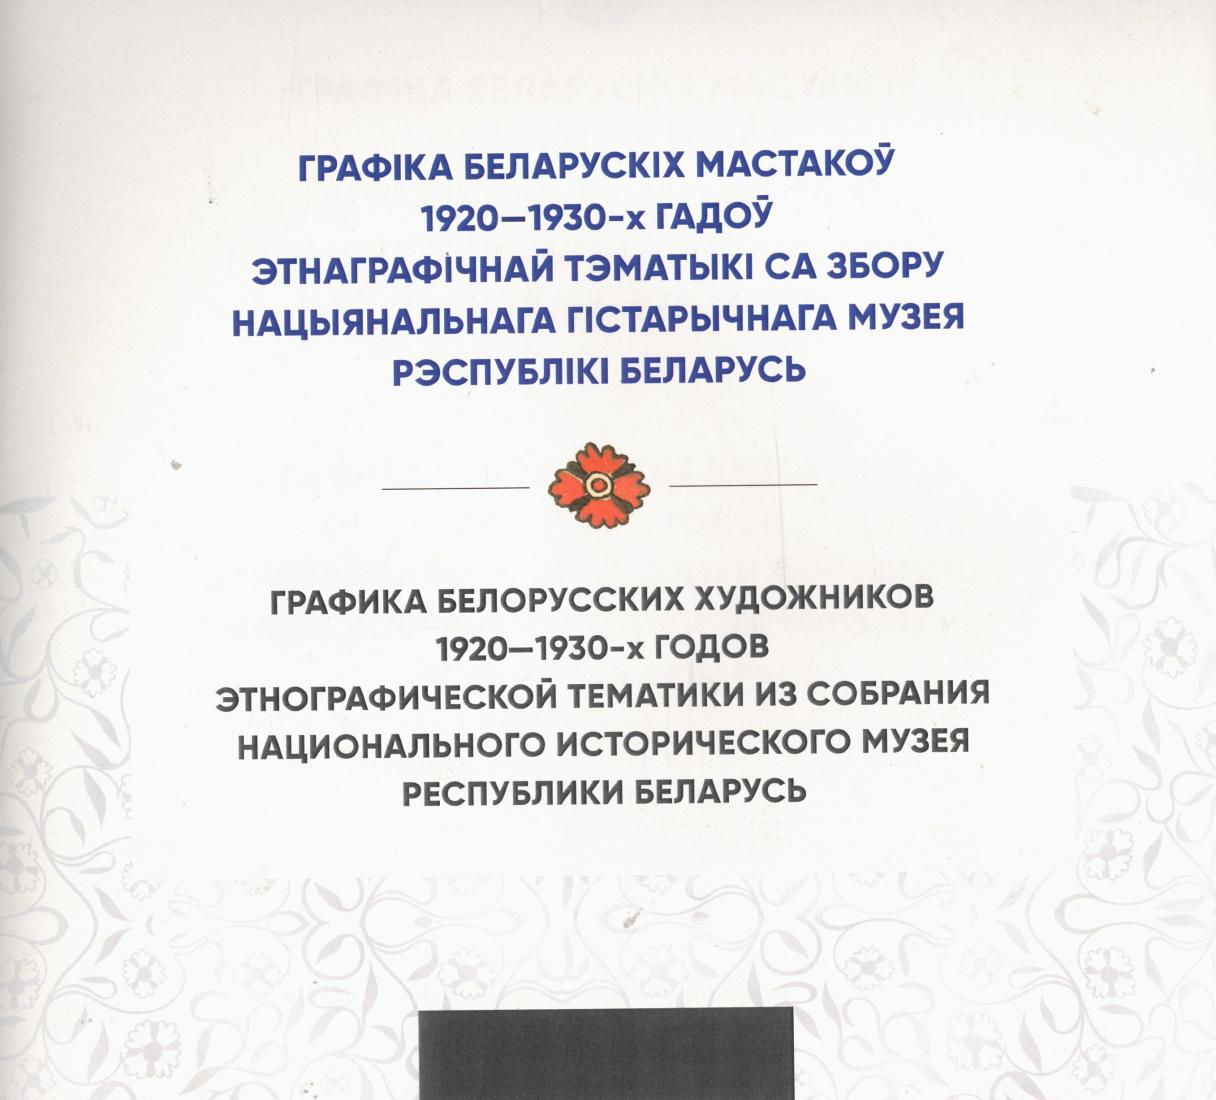 ГРАФІКА БЕЛАРУСКІХ МАСТАКОЎ
1920—1930-х ГАДОЎ
ЭТНАГРАФІЧНАЙ ТЭМАТЫКІ СА ЗБОРУ
НАЦЫЯНАЛЬНАГА ГІСТАРЫЧНАГА МУЗЕЯ
РЭСПУБЛІКІ БЕЛАРУСЬ
ГРАФИКА БЕЛОРУССКИХ ХУДОЖНИКОВ
1920—1930-х ГОДОВ
ЭТНОГРАФИЧЕСКОЙ ТЕМАТИКИ ИЗ СОБРАНИЯ
НАЦИОНАЛЬНОГО ИСТОРИЧЕСКОГО МУЗЕЯ
РЕСПУБЛИКИ БЕЛАРУСЬ